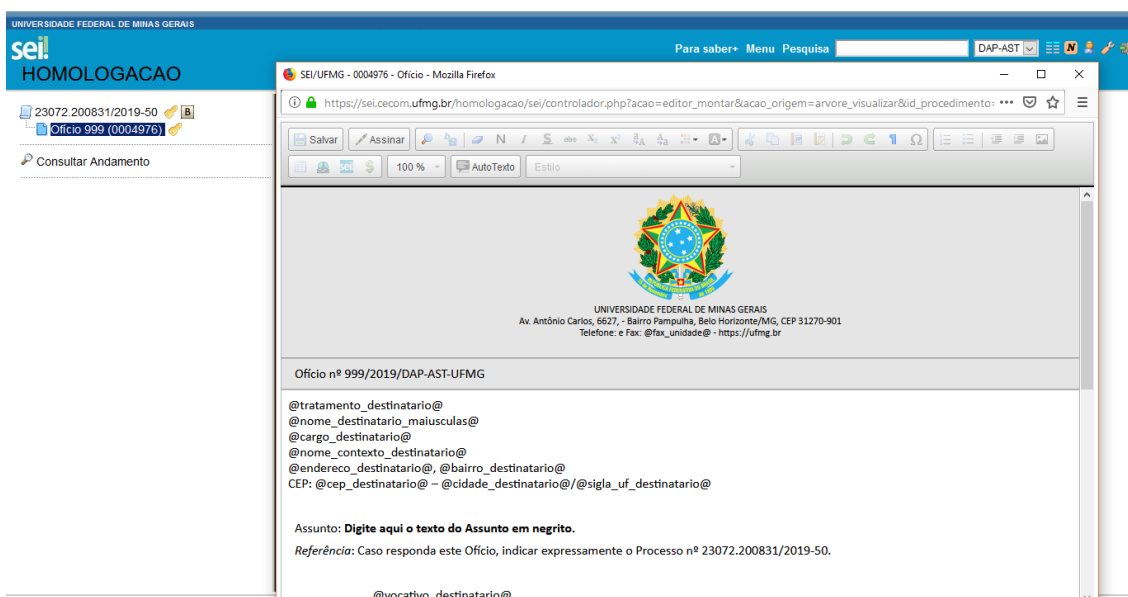 UNIVERSIDADE FEDERAL DE MINAS GERAIS
sei!
Para saber+ Menu Pesquisa
DAP-AST
N
HOMOLOGACAO
SEI/UFMG - 0004976 - Ofício - Mozilla Firefox
https://sei.cecom.ufmg.br/homologacao/sei/controlador.php?acao=editor_montar&acao_origem=arvore_visualizar&id_procedimento:
23072.200831/2019-50 B
Ofício 999 (0004976)
Consultar Andamento
Salvar Assinar N I S abc
100 % AutoTexto Estilo
UNIVERSIDADE FEDERAL DE MINAS GERAIS
Av. Antônio Carlos, 6627, - Bairro Pampulha, Belo Horizonte/MG, CEP 31270-901
Telefone: e Fax: @fax_unidade@ - https://ufmg.br
Ofício nº 999/2019/DAP-AST-UFMG
@tratamento_destinatario@
@nome_destinatario_maiusculas@
@cargo_destinatario@
@nome_contexto_destinatario@
@endereco_destinatario@, @bairro_destinatario@
CEP: @cep_destinatario@ – @cidade_destinatario@/@sigla_uf_destinatario@
Assunto: Digite aqui o texto do Assunto em negrito.
Referência: Caso responda este Ofício, indicar expressamente o Processo nº 23072.200831/2019-50.
@vocativo_destinatario@